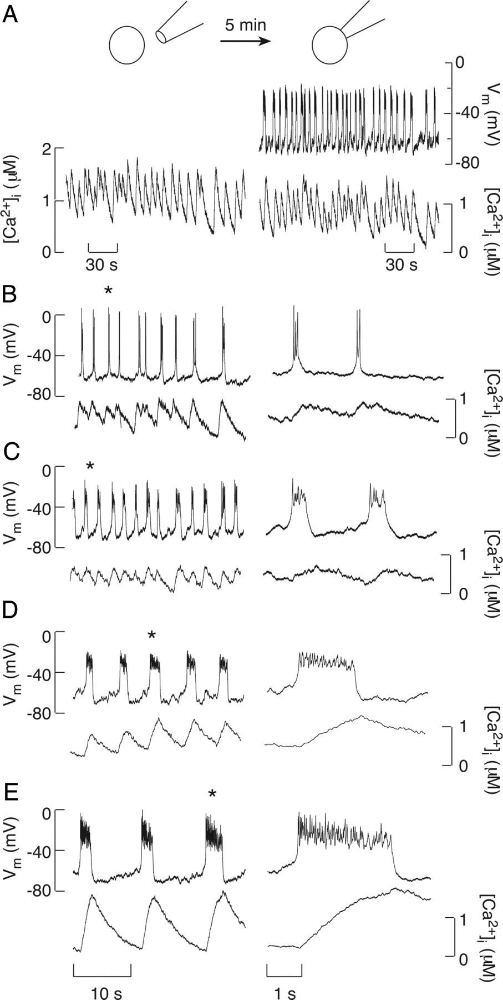 A
5 min
0
-40
-80
Vm (mV)
2
1
0
[Ca2+]i (μM)
1
0
[Ca2+]i (μM)
30 s
30 s
B
*
0
-40
-80
Vm (mV)
1
0
[Ca2+]i (μM)
C
*
0
-40
-80
Vm (mV)
1
0
[Ca2+]i (μM)
D
*
0
-40
-80
Vm (mV)
1
0
[Ca2+]i (μM)
E
*
0
-40
-80
Vm (mV)
1
0
[Ca2+]i (μM)
10 s
1 s